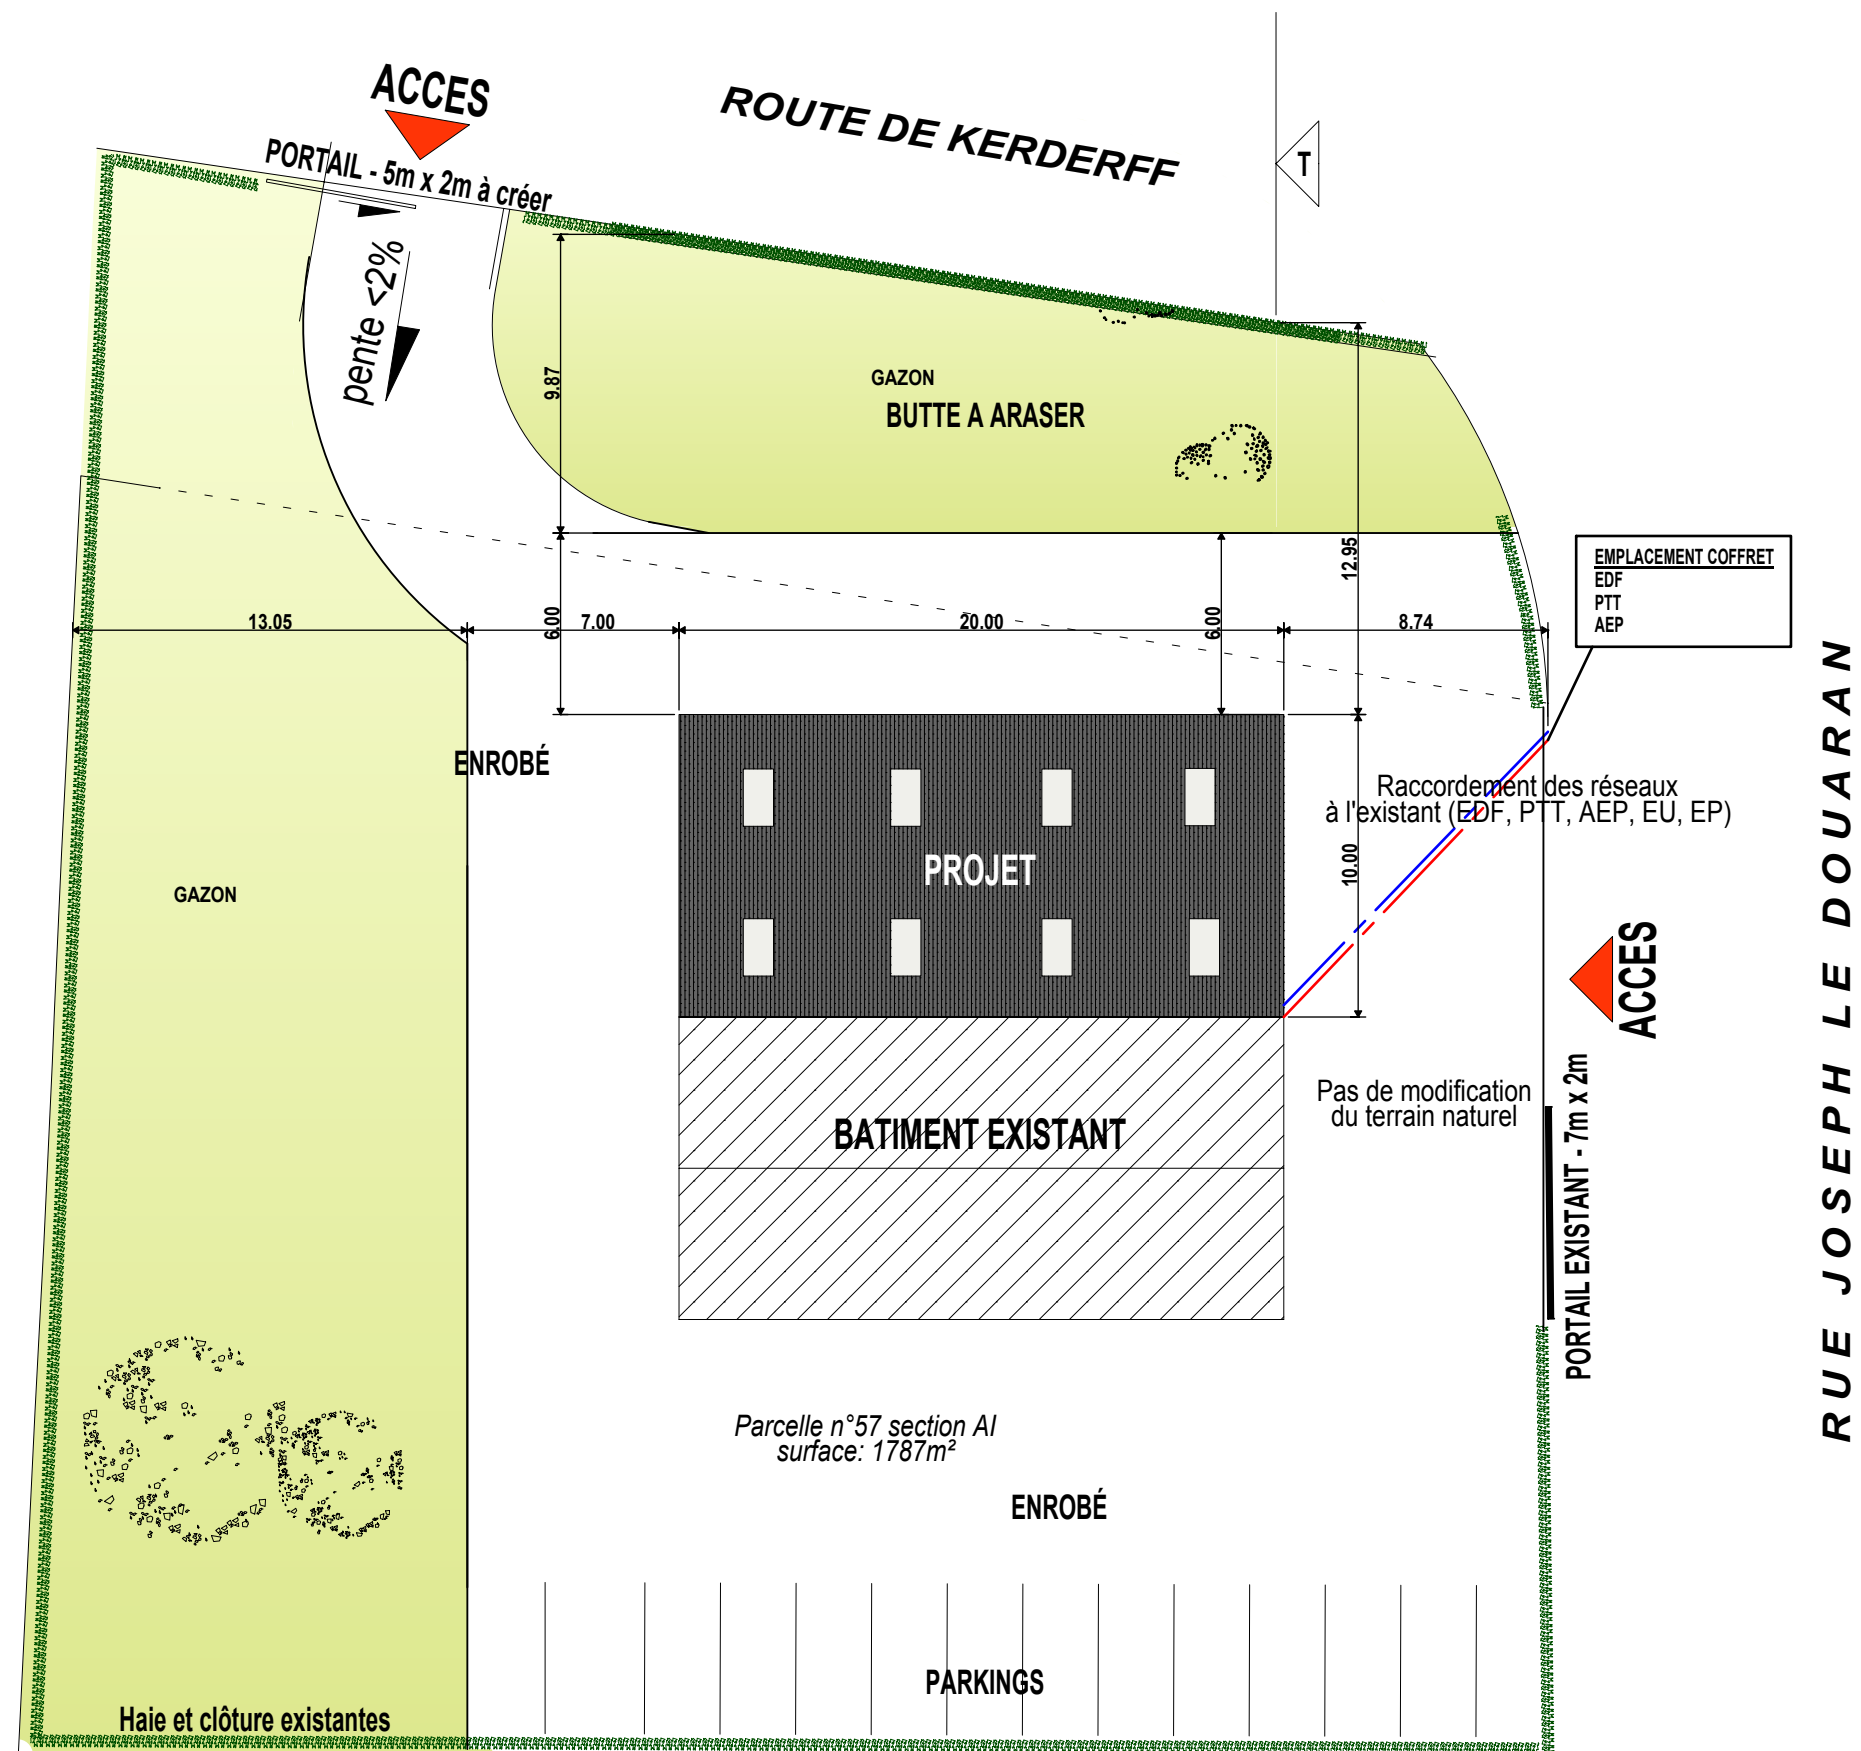 ACCES
ROUTE DE KERDERFF
PORTAIL - 5m x 2m à créer
T
pente <2%
9.87
GAZON
BUTTE A ARASER
12.95
EMPLACEMENT COFFRET
EDF
PTT
AEP
13.05
6.00
7.00
20.00
6.00
8.74
ENROBÉ
Raccordement des réseaux
à l'existant (EDF, PTT, AEP, EU, EP)
PROJET
10.00
GAZON
ACCES
RUE JOSEPH LE DOUARAN
Pas de modification
du terrain naturel
BATIMENT EXISTANT
PORTAIL EXISTANT - 7m x 2m
Parcelle n°57 section AI
surface: 1787m²
ENROBÉ
PARKINGS
Haie et clôture existantes